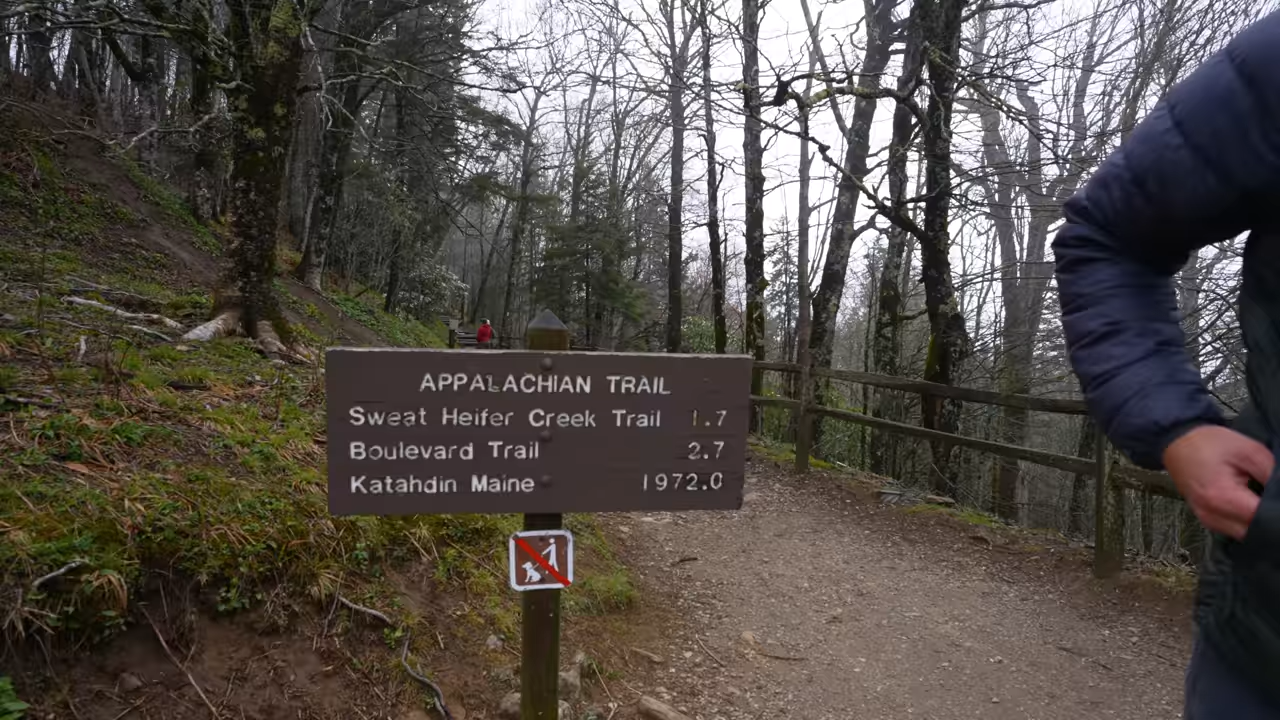 APPALACHIAN TRAIL
Sweat Heifer Creek Trail 1.7
Boulevard Trail 2.7
Katahdin Maine 1972.0